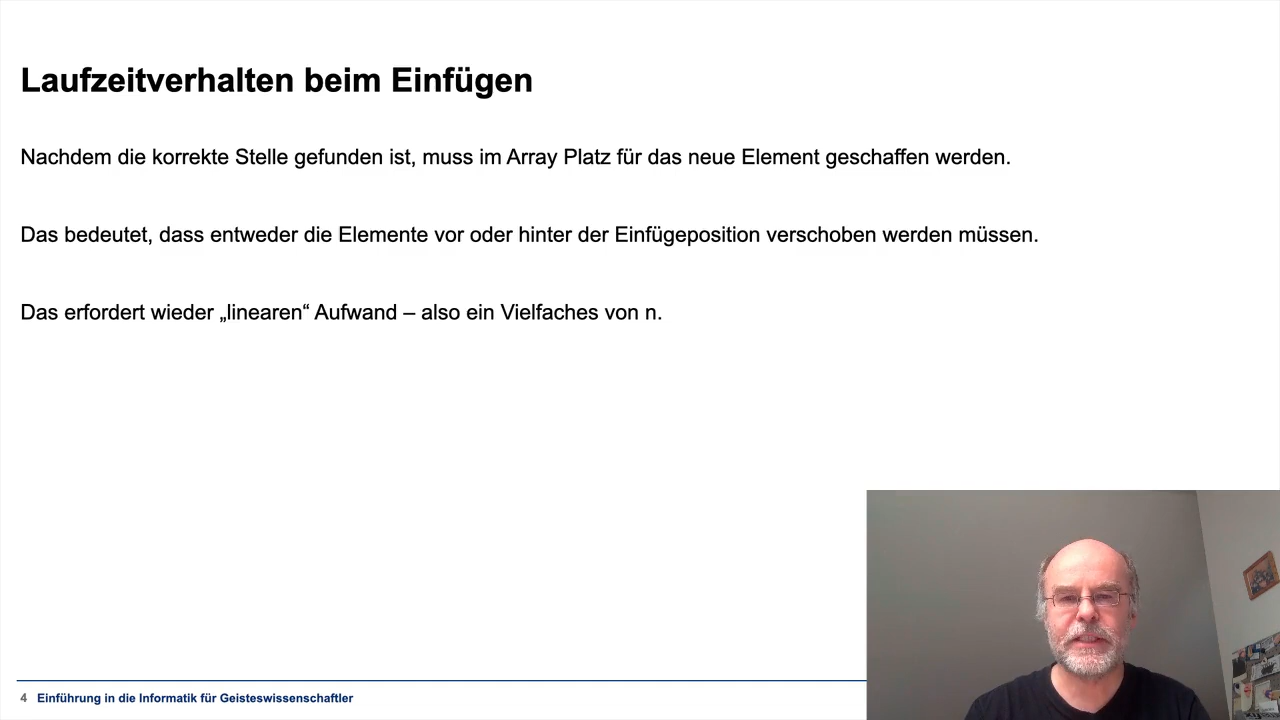 Laufzeitverhalten beim Einfügen
Nachdem die korrekte Stelle gefunden ist, muss im Array Platz für das neue Element geschaffen werden.
Das bedeutet, dass entweder die Elemente vor oder hinter der Einfügeposition verschoben werden müssen.
Das erfordert wieder „linearen“ Aufwand – also ein Vielfaches von n.
4 Einführung in die Informatik für Geisteswissenschaftler